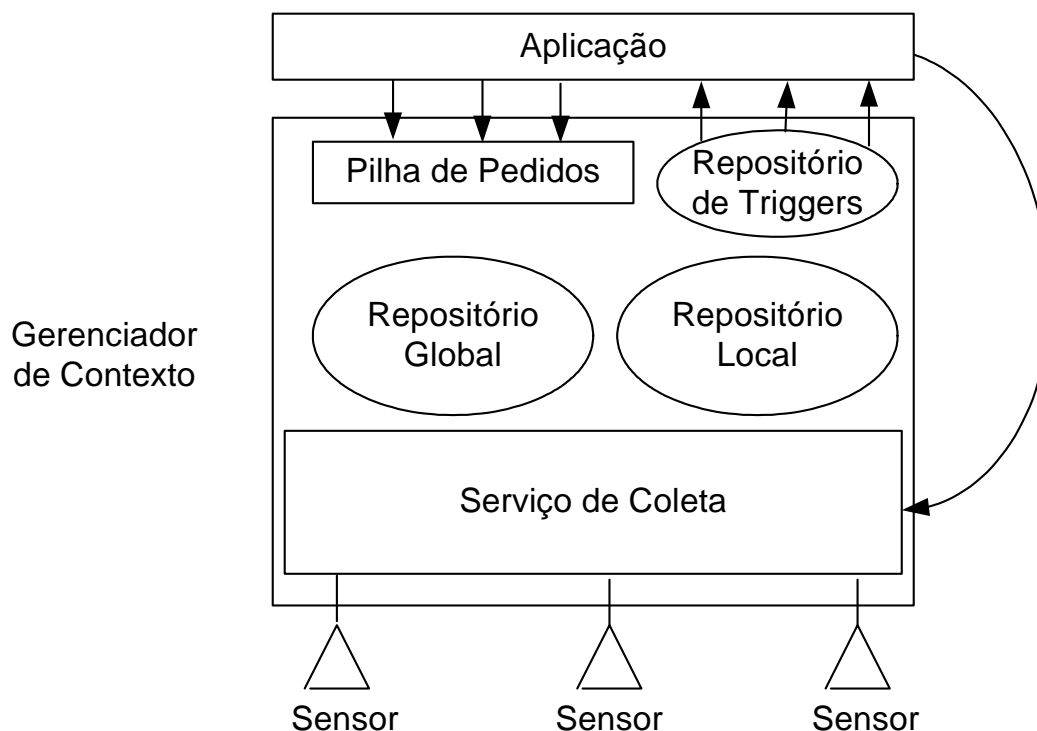 Aplicação
Pilha de Pedidos
Repositório
de Triggers
Repositório
Global
Repositório
Local
Gerenciador
de Contexto
Serviço de Coleta
Sensor
Sensor
Sensor